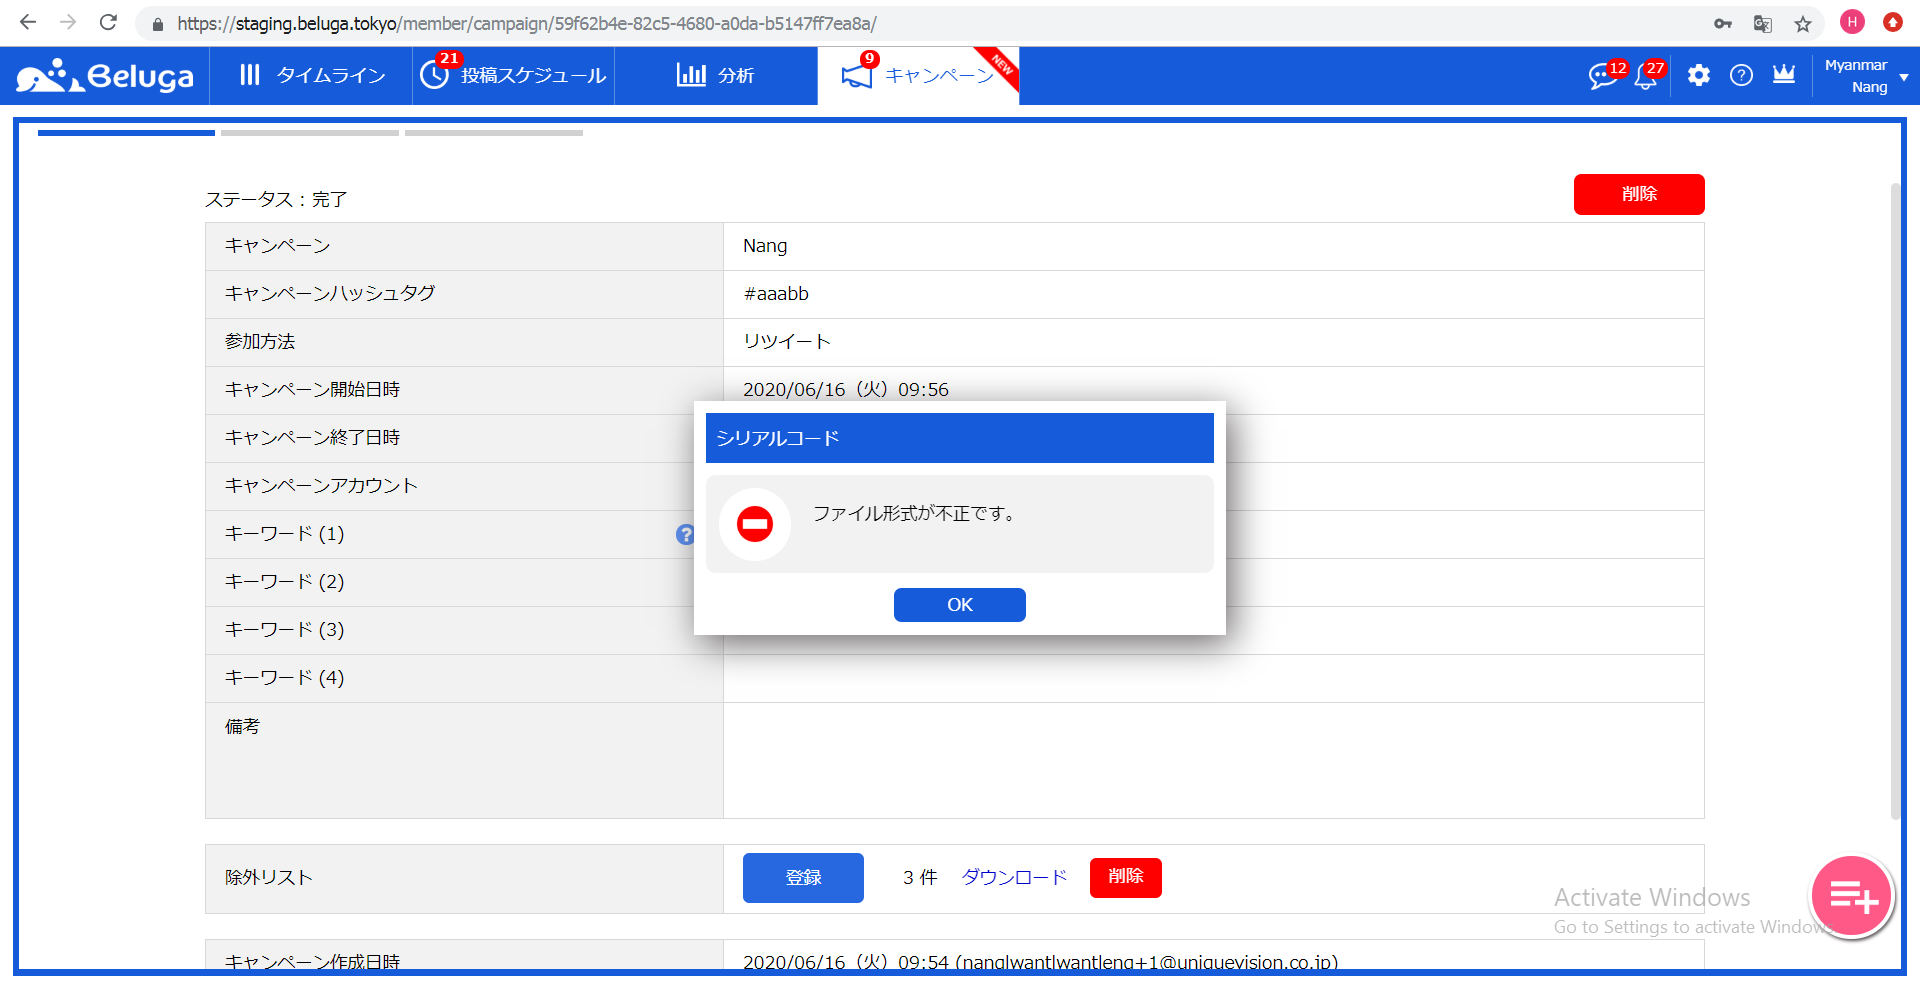 https://staging.beluga.tokyo/member/campaign/59f62b4e-82c5-4680-a0da-b5147ff7ea8a/
H
Beluga
タイムライン
21
投稿スケジュール
分析
9
キャンペーン
NEW
12
27
?
Myanmar
Nang
ステータス：完了
削除
キャンペーン
Nang
キャンペーンハッシュタグ
#aaabb
参加方法
リツイート
キャンペーン開始日時
2020/06/16（火）09:56
キャンペーン終了日時
キャンペーンアカウント
キーワード (1)
?
キーワード (2)
キーワード (3)
キーワード (4)
備考
シリアルコード
ファイル形式が不正です。
OK
除外リスト
登録
3 件
ダウンロード
削除
Activate Windows
Go to Settings to activate Windows
キャンペーン作成日時
2020/06/16（火）09:54 (nanglwantlwantleng+1@uniquevision.co.jp)